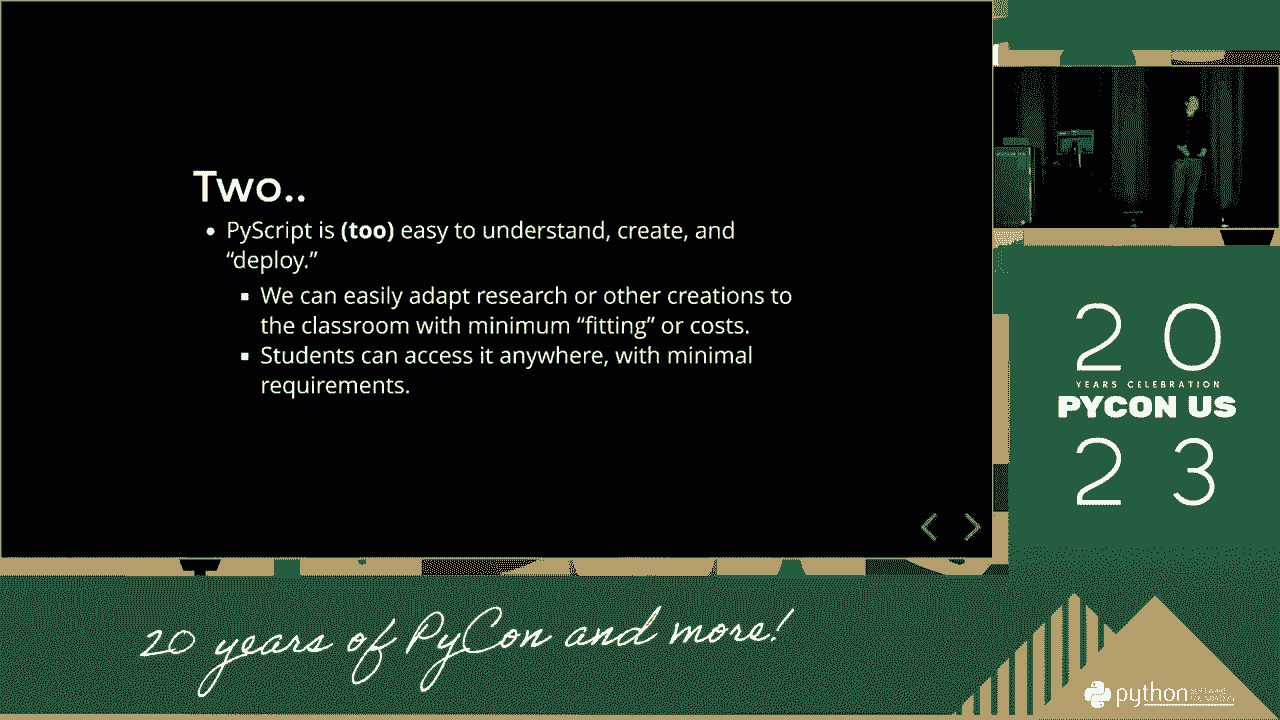 Two..
PyScript is (too) easy to understand, create, and
“deploy.”
We can easily adapt research or other creations to
the classroom with minimum “fitting” or costs.
Students can access it anywhere, with minimal
requirements.
20
YEARS CELEBRATION
PYCON US
23
20 years of PyCon and more!
python